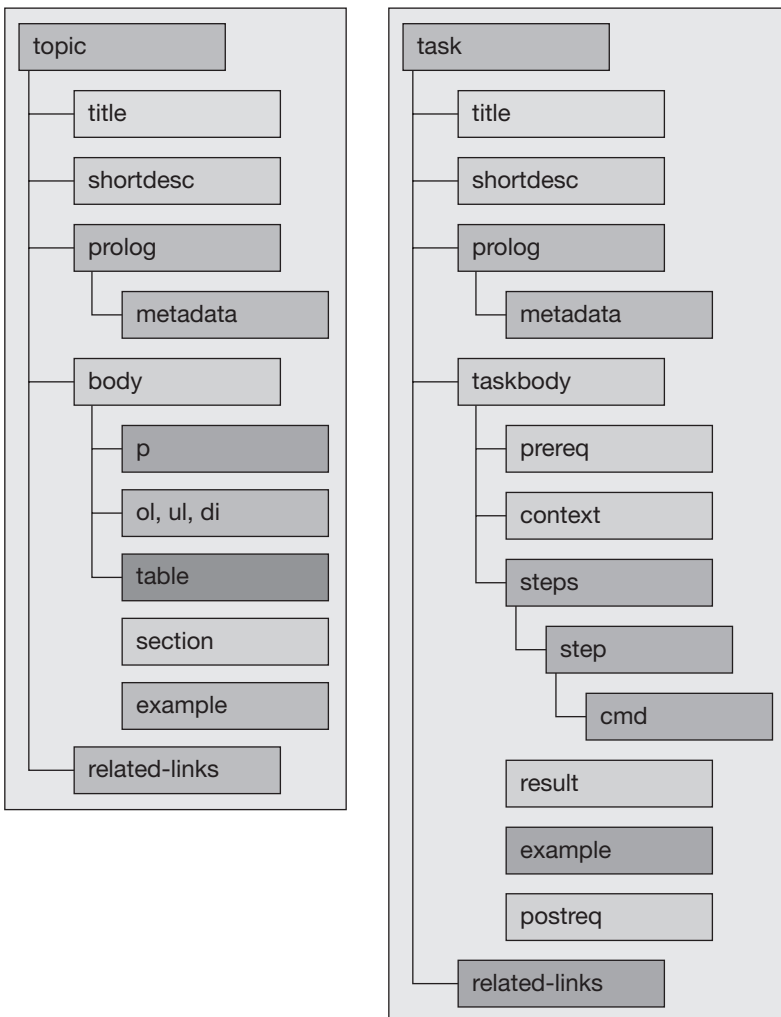 topic
title
shortdesc
prolog
metadata
body
p
ol, ul, di
table
section
example
related-links
task
title
shortdesc
prolog
metadata
taskbody
prereq
context
steps
step
cmd
result
example
postreq
related-links